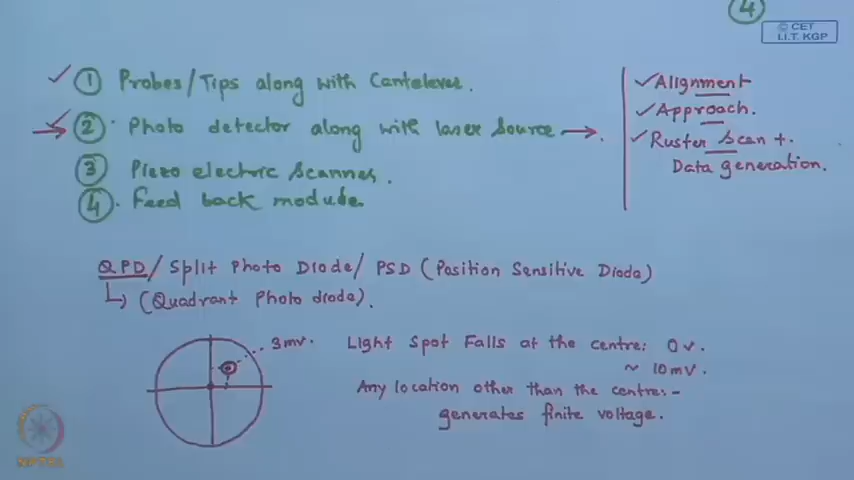 4
© CET
I.I.T. KGP
① Probes/Tips along with Cantelever.
② Photo detector along with laser source →.
③ Piezo electric Scanner.
④ Feed back module.
Alignment
Approach.
Ruster Scan +
Data generation.
QPD/ Split Photo Diode/ PSD (Position Sensitive Diode)
↳ (Quadrant Photo diode).
3mv.
Light Spot Falls at the centre: 0v.
~ 10mV.
Any location other than the centre:-
generates finite voltage.
NPTEL